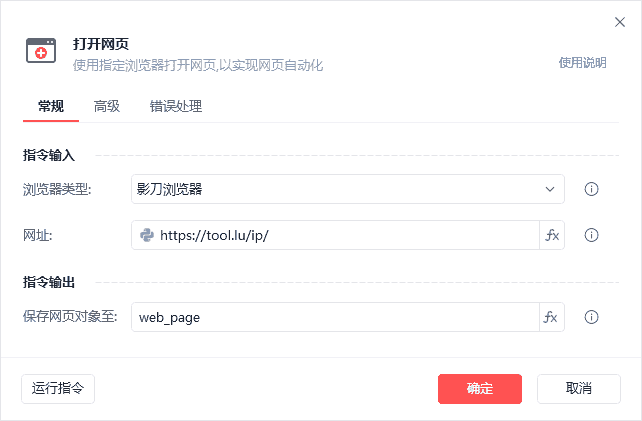 打开网页
使用指定浏览器打开网页,以实现网页自动化
使用说明
常规 高级 错误处理
指令输入
浏览器类型: 影刀浏览器
网址: https://tool.lu/ip/ fx
指令输出
保存网页对象至: web_page fx
运行指令 确定 取消